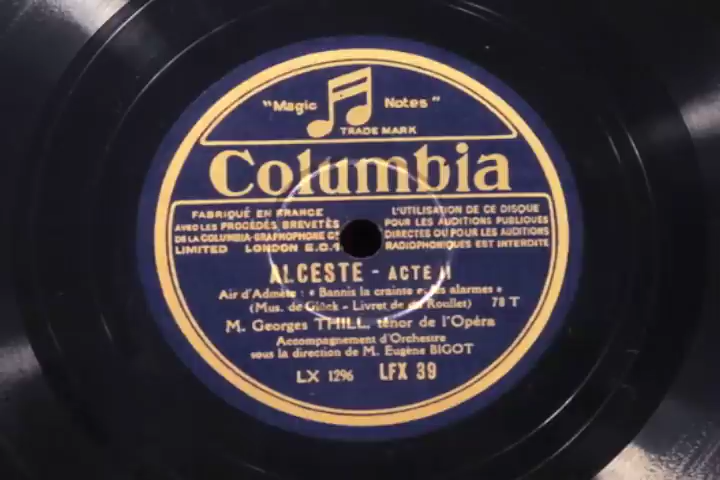 "Magic Notes"
TRADE MARK
Columbia
FABRIQUÉ EN FRANCE
AVEC LES PROCÉDÉS BREVETÉS
DE LA COLUMBIA-GRAPHOPHONE Cº
LIMITED LONDON E.C.1
L'UTILISATION DE CE DISQUE
POUR LES AUDITIONS PUBLIQUES
DIRECTES OU POUR LES AUDITIONS
RADIOPHONIQUES EST INTERDITE
ALCESTE - ACTE II
Air d'Admète : « Bannis la crainte et les alarmes »
(Mus. de Glück - Livret de du Roullet) 78 T
M. Georges THILL, ténor de l'Opéra
Accompagnement d'Orchestre
sous la direction de M. Eugène BIGOT
LX 1296 LFX 39